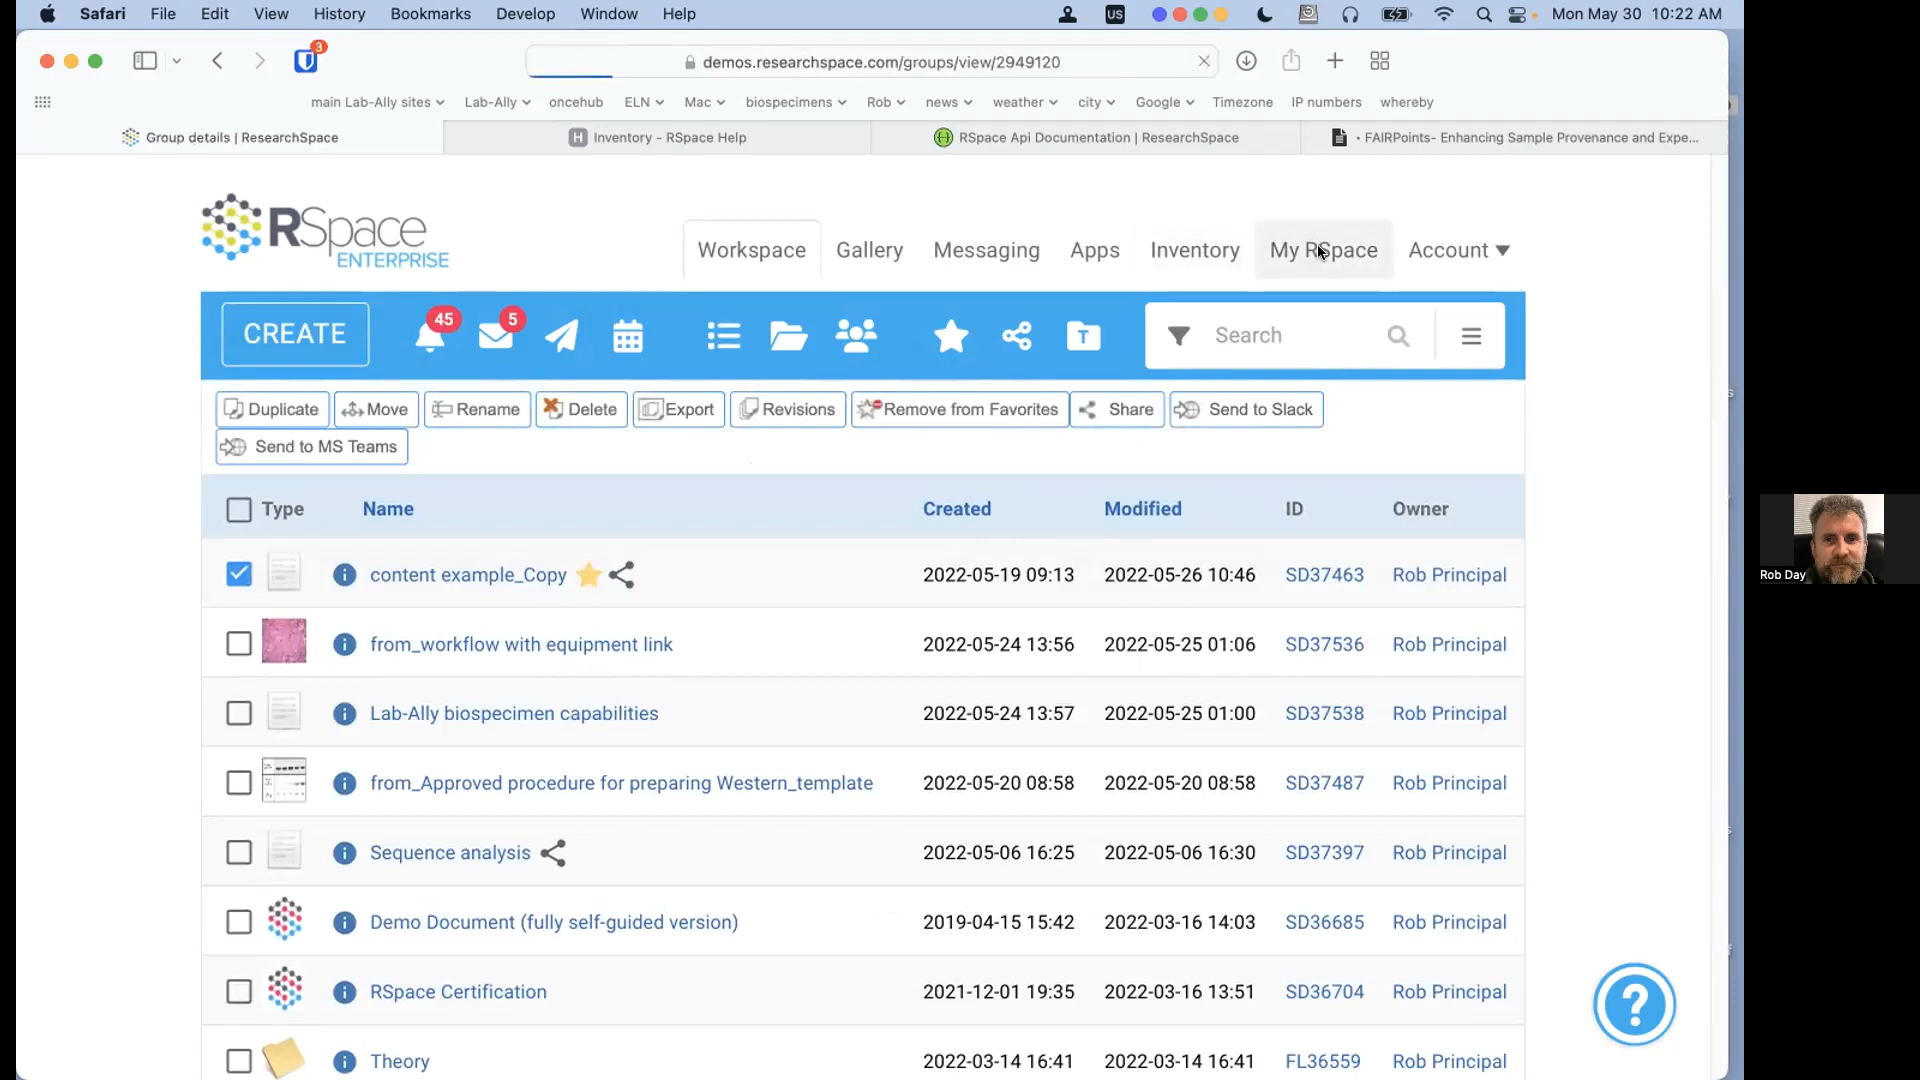 Safari File Edit View History Bookmarks Develop Window Help US Mon May 30 10:22 AM
3
demos.researchspace.com/groups/view/2949120
main Lab-Ally sites Lab-Ally oncehub ELN Mac biospecimens Rob news weather city Google Timezone IP numbers whereby
Group details | ResearchSpace H Inventory - RSpace Help RSpace Api Documentation | ResearchSpace • FAIRPoints- Enhancing Sample Provenance and Expe...
RSpace
ENTERPRISE
Workspace Gallery Messaging Apps Inventory My RSpace Account
CREATE 45 5 T Search
Duplicate Move Rename Delete Export Revisions Remove from Favorites Share Send to Slack
Send to MS Teams
Type Name Created Modified ID Owner
content example_Copy 2022-05-19 09:13 2022-05-26 10:46 SD37463 Rob Principal
from_workflow with equipment link 2022-05-24 13:56 2022-05-25 01:06 SD37536 Rob Principal
Lab-Ally biospecimen capabilities 2022-05-24 13:57 2022-05-25 01:00 SD37538 Rob Principal
from_Approved procedure for preparing Western_template 2022-05-20 08:58 2022-05-20 08:58 SD37487 Rob Principal
Sequence analysis 2022-05-06 16:25 2022-05-06 16:30 SD37397 Rob Principal
Demo Document (fully self-guided version) 2019-04-15 15:42 2022-03-16 14:03 SD36685 Rob Principal
RSpace Certification 2021-12-01 19:35 2022-03-16 13:51 SD36704 Rob Principal
Theory 2022-03-14 16:41 2022-03-14 16:41 FL36559 Rob Principal
?
Rob Day